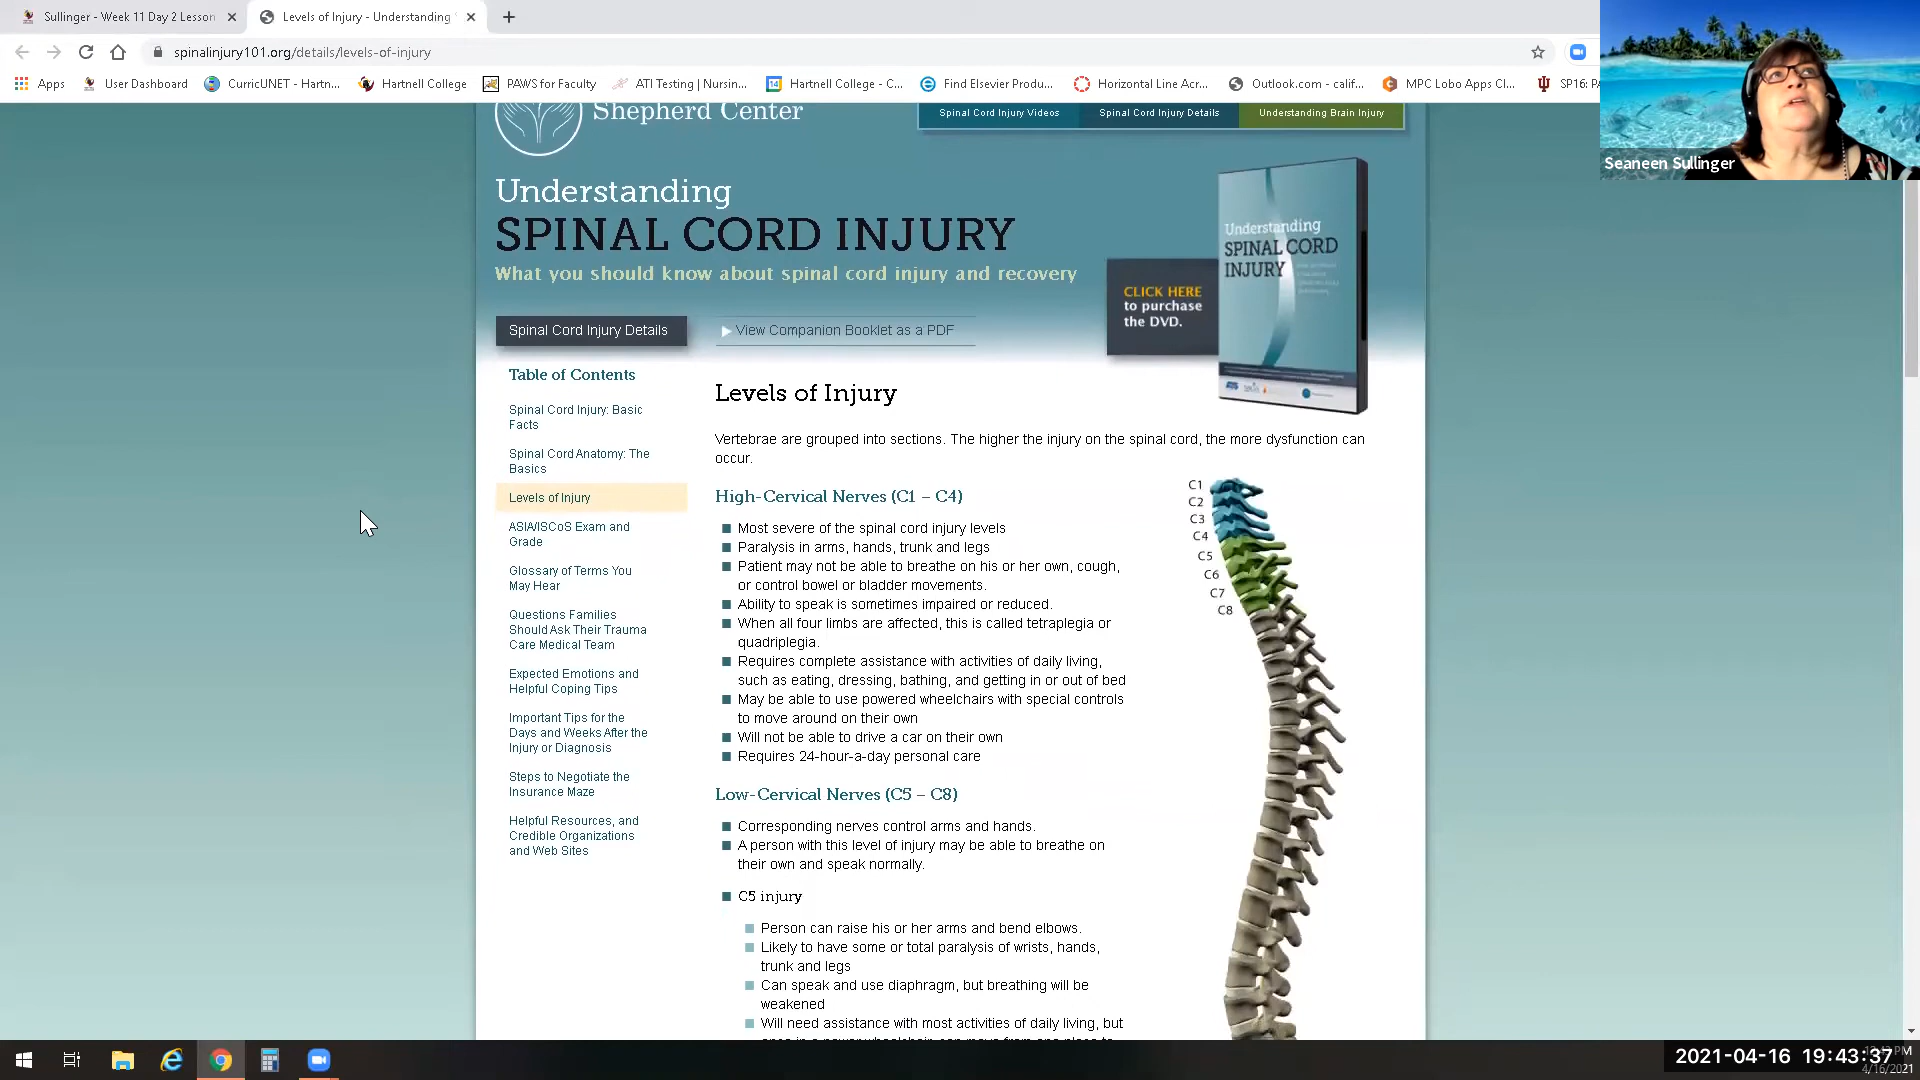 Sullinger - Week 11 Day 2 Lesson
Levels of Injury - Understanding
spinalinjury101.org/details/levels-of-injury
Apps
User Dashboard
CurricUNET - Hartn...
Hartnell College
PAWS for Faculty
ATI Testing | Nursin...
Hartnell College - C...
Find Elsevier Produ...
Horizontal Line Acr...
Outlook.com - calif...
MPC Lobo Apps Cl...
SP16:
Seaneen Sullinger
Shepherd Center
Spinal Cord Injury Videos
Spinal Cord Injury Details
Understanding Brain Injury
Understanding
SPINAL CORD INJURY
What you should know about spinal cord injury and recovery
CLICK HERE
to purchase
the DVD.
Understanding
SPINAL CORD
INJURY
Spinal Cord Injury Details
View Companion Booklet as a PDF
Table of Contents
Spinal Cord Injury: Basic
Facts
Spinal Cord Anatomy: The
Basics
Levels of Injury
ASIA/ISCoS Exam and
Grade
Glossary of Terms You
May Hear
Questions Families
Should Ask Their Trauma
Care Medical Team
Expected Emotions and
Helpful Coping Tips
Important Tips for the
Days and Weeks After the
Injury or Diagnosis
Steps to Negotiate the
Insurance Maze
Helpful Resources, and
Credible Organizations
and Web Sites
Levels of Injury
Vertebrae are grouped into sections. The higher the injury on the spinal cord, the more dysfunction can
occur.
High-Cervical Nerves (C1 – C4)
Most severe of the spinal cord injury levels
Paralysis in arms, hands, trunk and legs
Patient may not be able to breathe on his or her own, cough,
or control bowel or bladder movements.
Ability to speak is sometimes impaired or reduced.
When all four limbs are affected, this is called tetraplegia or
quadriplegia.
Requires complete assistance with activities of daily living,
such as eating, dressing, bathing, and getting in or out of bed
May be able to use powered wheelchairs with special controls
to move around on their own
Will not be able to drive a car on their own
Requires 24-hour-a-day personal care
Low-Cervical Nerves (C5 – C8)
Corresponding nerves control arms and hands.
A person with this level of injury may be able to breathe on
their own and speak normally.
C5 injury
Person can raise his or her arms and bend elbows.
Likely to have some or total paralysis of wrists, hands,
trunk and legs
Can speak and use diaphragm, but breathing will be
weakened
Will need assistance with most activities of daily living, but
C1
C2
C3
C4
C5
C6
C7
C8
2021-04-16 19:43:37
4/16/2021